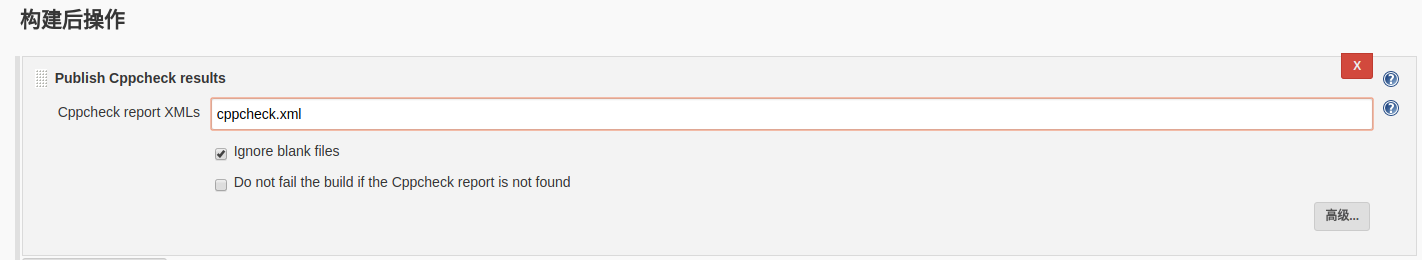 构建后操作
Publish Cppcheck results
X
?
Cppcheck report XMLs
cppcheck.xml
?
Ignore blank files
Do not fail the build if the Cppcheck report is not found
高级...